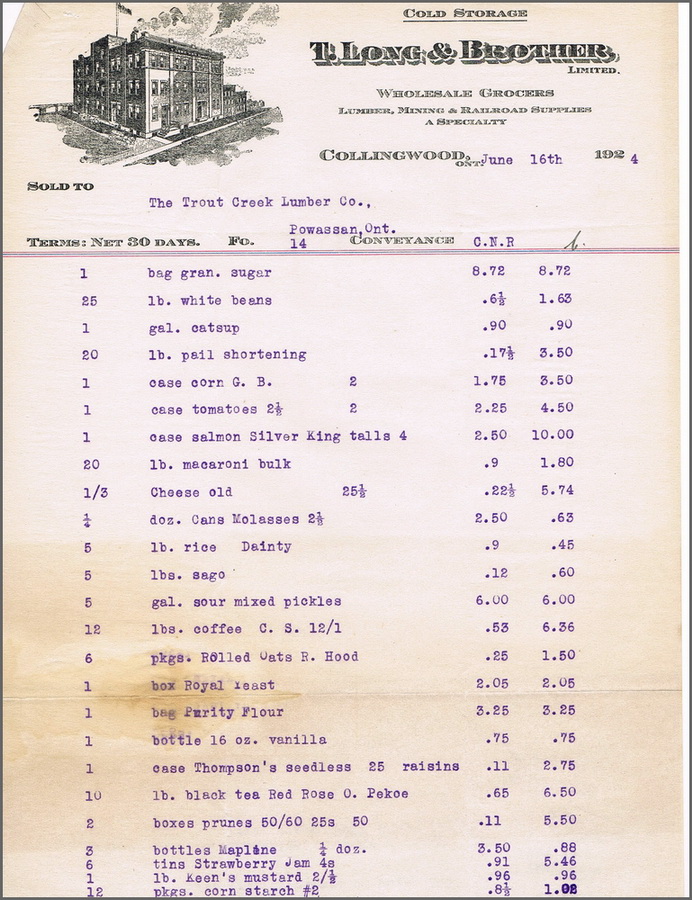 COLD STORAGE
T. LONG & BROTHER,
LIMITED.
WHOLESALE GROCERS
LUMBER, MINING & RAILROAD SUPPLIES
A SPECIALTY
COLLINGWOOD, ONT. June 16th 1924
SOLD TO
The Trout Creek Lumber Co.,
Powassan, Ont.
TERMS: NET 30 DAYS. FO. 14 CONVEYANCE C.N.R
1 bag gran. sugar 8.72 8.72
25 lb. white beans .6½ 1.63
1 gal. catsup .90 .90
20 lb. pail shortening .17½ 3.50
1 case corn G. B. 2 1.75 3.50
1 case tomatoes 2½ 2 2.25 4.50
1 case salmon Silver King talls 4 2.50 10.00
20 lb. macaroni bulk .9 1.80
1/3 Cheese old 25½ .22½ 5.74
¼ doz. Cans Molasses 2½ 2.50 .63
5 lb. rice Dainty .9 .45
5 lbs. sago .12 .60
5 gal. sour mixed pickles 6.00 6.00
12 lbs. coffee C. S. 12/1 .53 6.36
6 pkgs. Rolled Oats R. Hood .25 1.50
1 box Royal Yeast 2.05 2.05
1 bag Purity Flour 3.25 3.25
1 bottle 16 oz. vanilla .75 .75
1 case Thompson's seedless 25 raisins .11 2.75
10 lb. black tea Red Rose O. Pekoe .65 6.50
2 boxes prunes 50/60 25s 50 .11 5.50
3 bottles Mapleine ¼ doz. 3.50 .88
6 tins Strawberry Jam 4s .91 5.46
1 lb. Keen's mustard 2/½ .96 .96
12 pkgs. corn starch #2 .8½ 1.02